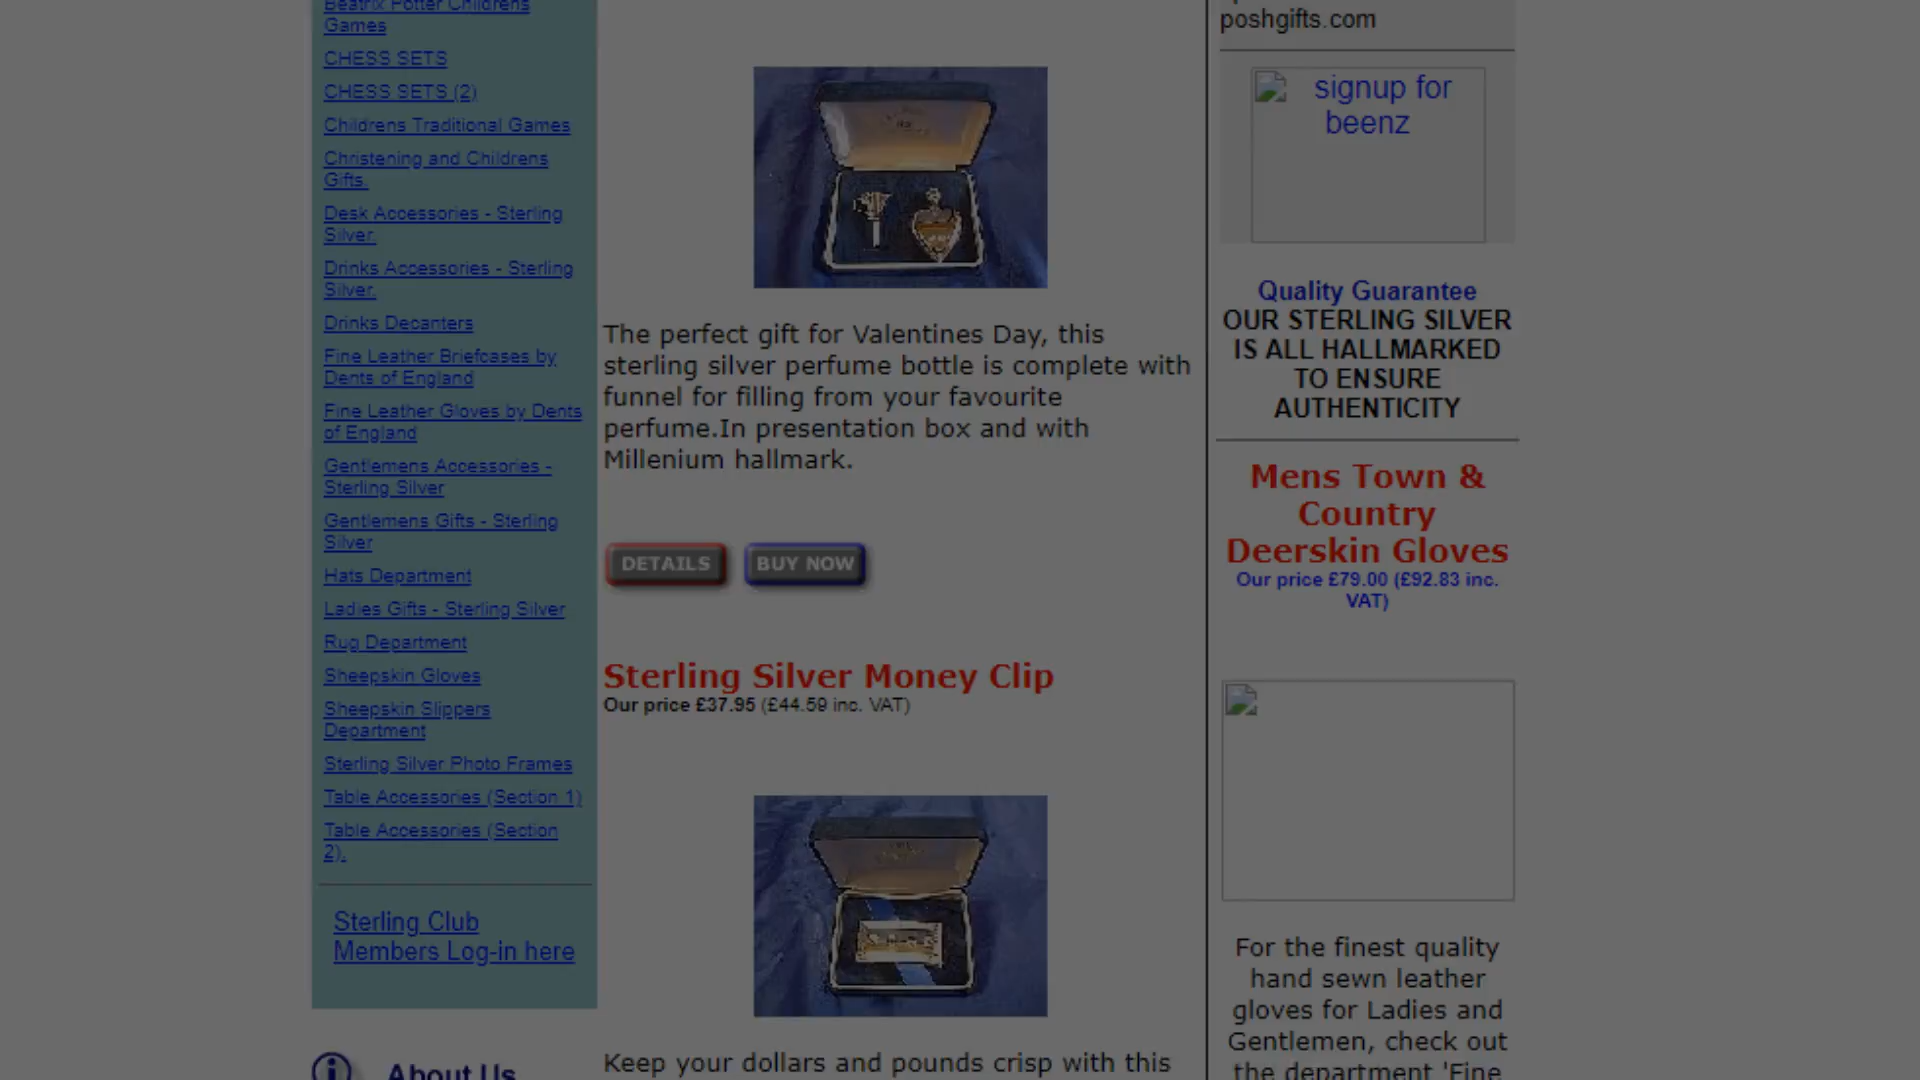 Beatrix Potter Childrens
Games
CHESS SETS
CHESS SETS (2)
Childrens Traditional Games
Christening and Childrens
Gifts.
Desk Accessories - Sterling
Silver.
Drinks Accessories - Sterling
Silver.
Drinks Decanters
Fine Leather Briefcases by
Dents of England
Fine Leather Gloves by Dents
of England
Gentlemens Accessories -
Sterling Silver
Gentlemens Gifts - Sterling
Silver
Hats Department
Ladies Gifts - Sterling Silver
Rug Department
Sheepskin Gloves
Sheepskin Slippers
Department
Sterling Silver Photo Frames
Table Accessories (Section 1)
Table Accessories (Section
2).
Sterling Club
Members Log-in here
About Us
The perfect gift for Valentines Day, this
sterling silver perfume bottle is complete with
funnel for filling from your favourite
perfume.In presentation box and with
Millenium hallmark.
DETAILS BUY NOW
Sterling Silver Money Clip
Our price £37.95 (£44.59 inc. VAT)
Keep your dollars and pounds crisp with this
poshgifts.com
signup for
beenz
Quality Guarantee
OUR STERLING SILVER
IS ALL HALLMARKED
TO ENSURE
AUTHENTICITY
Mens Town &
Country
Deerskin Gloves
Our price £79.00 (£92.83 inc.
VAT)
For the finest quality
hand sewn leather
gloves for Ladies and
Gentlemen, check out
the department 'Fine